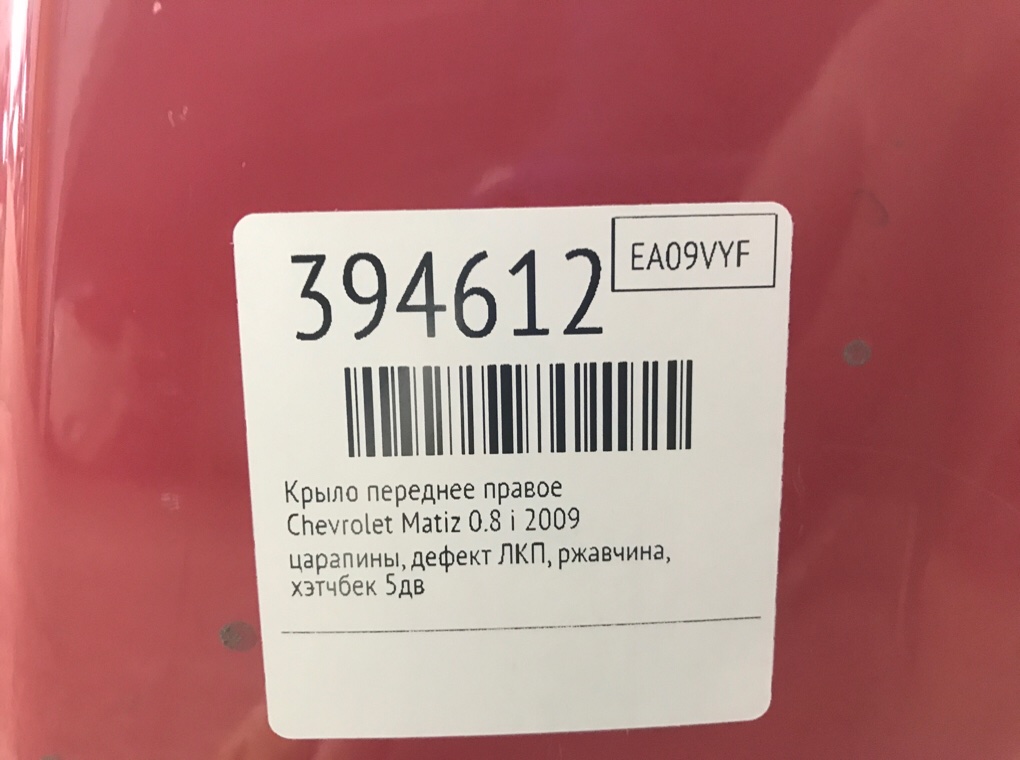 394612
EA09VYF
Крыло переднее правое
Chevrolet Matiz 0.8 i 2009
царапины, дефект ЛКП, ржавчина,
хэтчбек 5дв